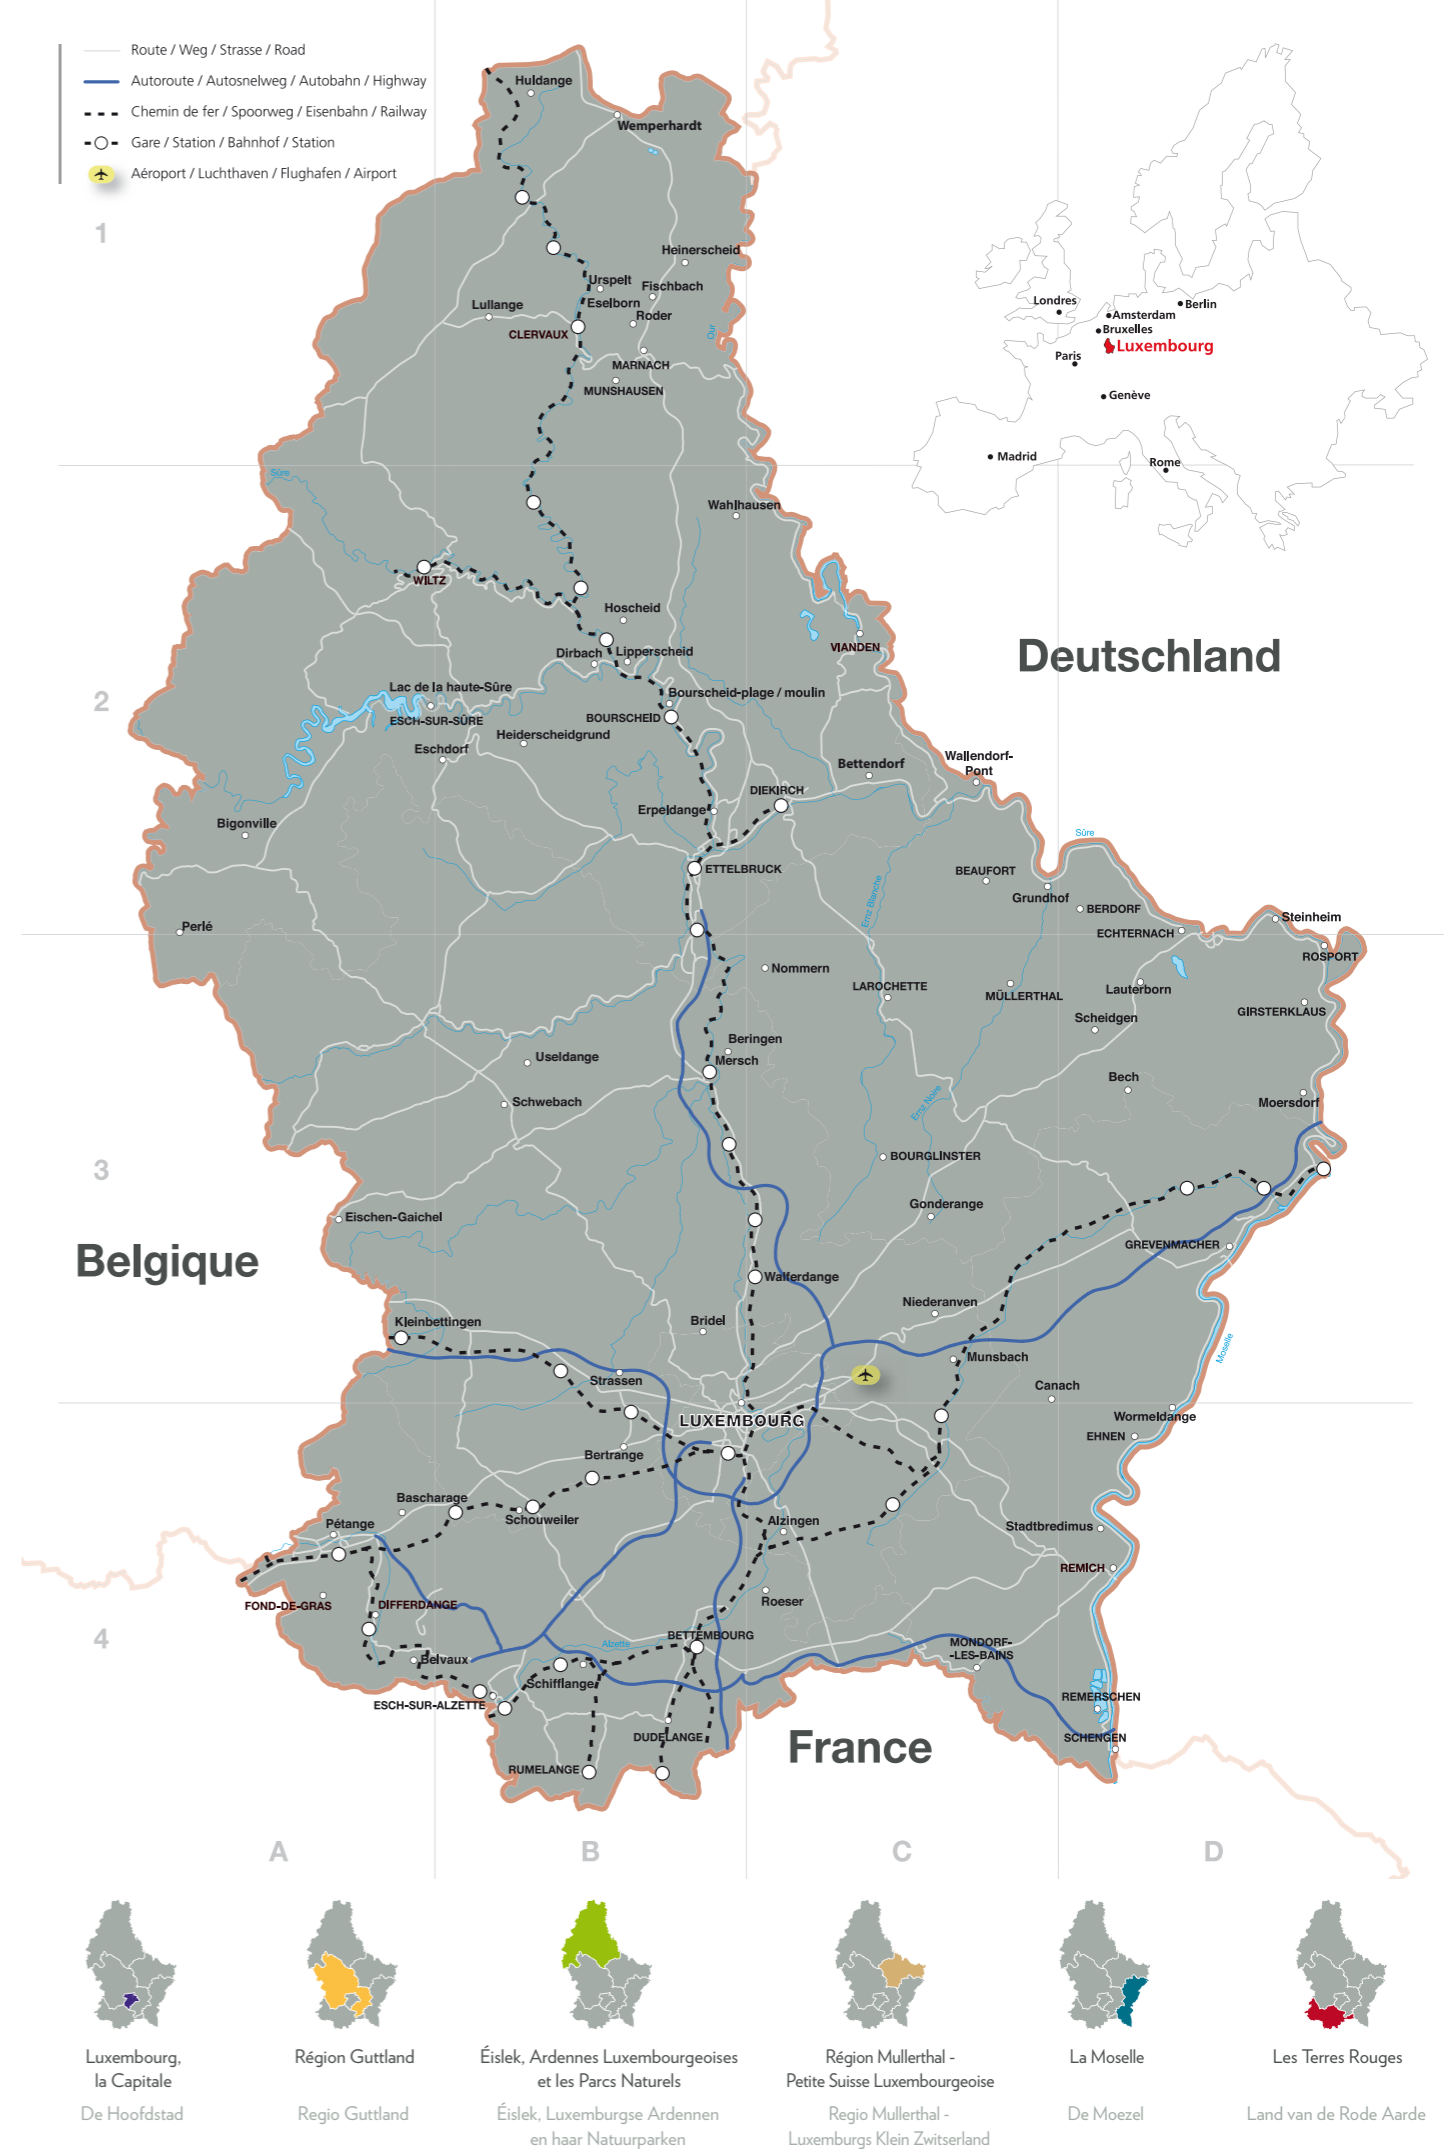 Route / Weg / Strasse / Road
Autoroute / Autosnelweg / Autobahn / Highway
Chemin de fer / Spoorweg / Eisenbahn / Railway
Gare / Station / Bahnhof / Station
Aéroport / Luchthaven / Flughafen / Airport
Huldange
Wemperhardt
1
Heinerscheid
Urspelt
Fischbach
Eselborn
Lullange
Roder
CLERVAUX
Our
MARNACH
MUNSHAUSEN
Londres
Berlin
Amsterdam
Bruxelles
Luxembourg
Paris
Genève
Madrid
Rome
Sûre
Wahlhausen
WILTZ
Hoscheid
VIANDEN
Deutschland
Dirbach
Lipperscheid
Lac de la haute-Sûre
Bourscheid-plage / moulin
2
ESCH-SUR-SÛRE
BOURSCHEID
Heiderscheidgrund
Eschdorf
Bettendorf
Wallendorf-
Pont
DIEKIRCH
Erpeldange
Bigonville
Sûre
ETTELBRUCK
BEAUFORT
Ernz Blanche
Grundhof
BERDORF
Perlé
Steinheim
ECHTERNACH
ROSPORT
Nommern
LAROCHETTE
MÜLLERTHAL
Lauterborn
Scheidgen
GIRSTERKLAUS
Beringen
Useldange
Mersch
Bech
Schwebach
Ernz Noire
Moersdorf
BOURGLINSTER
3
Gonderange
Eischen-Gaichel
Belgique
GREVENMACHER
Walferdange
Niederanven
Kleinbettingen
Bridel
Moselle
Munsbach
Strassen
Canach
LUXEMBOURG
Wormeldange
EHNEN
Bertrange
Bascharage
Schouweiler
Alzingen
Pétange
Stadtbredimus
REMICH
FOND-DE-GRAS
DIFFERDANGE
Roeser
4
BETTEMBOURG
Alzette
MONDORF-
-LES-BAINS
Belvaux
Schifflange
ESCH-SUR-ALZETTE
REMERSCHEN
DUDELANGE
SCHENGEN
France
RUMELANGE
A
B
C
D
Luxembourg,
la Capitale
De Hoofdstad
Région Guttland
Regio Guttland
Éislek, Ardennes Luxembourgeoises
et les Parcs Naturels
Éislek, Luxemburgse Ardennen
en haar Natuurparken
Région Mullerthal -
Petite Suisse Luxembourgeoise
Regio Mullerthal -
Luxemburgs Klein Zwitserland
La Moselle
De Moezel
Les Terres Rouges
Land van de Rode Aarde